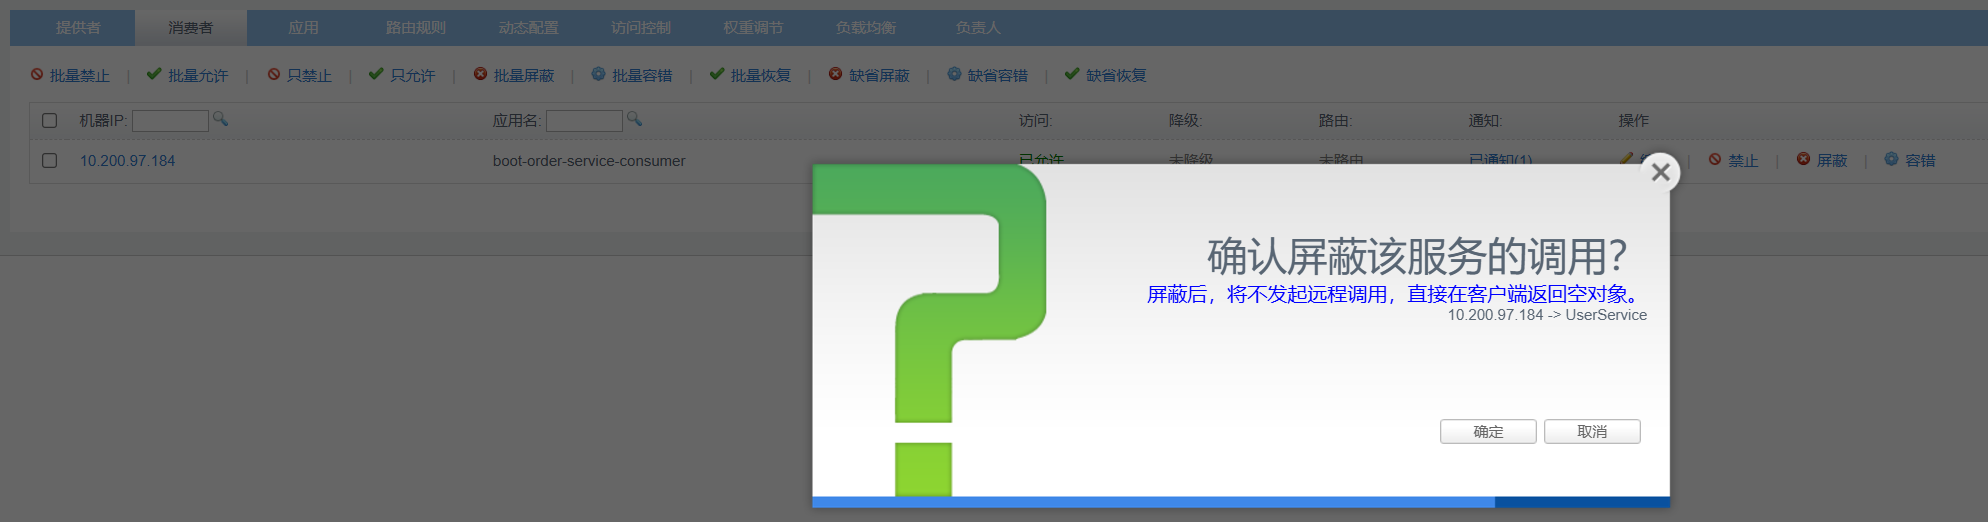 提供者 消费者 应用 路由规则 动态配置 访问控制 权重调节 负载均衡 负责人
批量禁止 | 批量允许 | 只禁止 | 只允许 | 批量屏蔽 | 批量容错 | 批量恢复 | 缺省屏蔽 | 缺省容错 | 缺省恢复
机器IP: 应用名: 访问: 降级: 路由: 通知: 操作
10.200.97.184 boot-order-service-consumer 已允许 未降级 未路由 已通知(1) | 禁止 | 屏蔽 | 容错
确认屏蔽该服务的调用?
屏蔽后，将不发起远程调用，直接在客户端返回空对象。
10.200.97.184 -> UserService
确定 取消